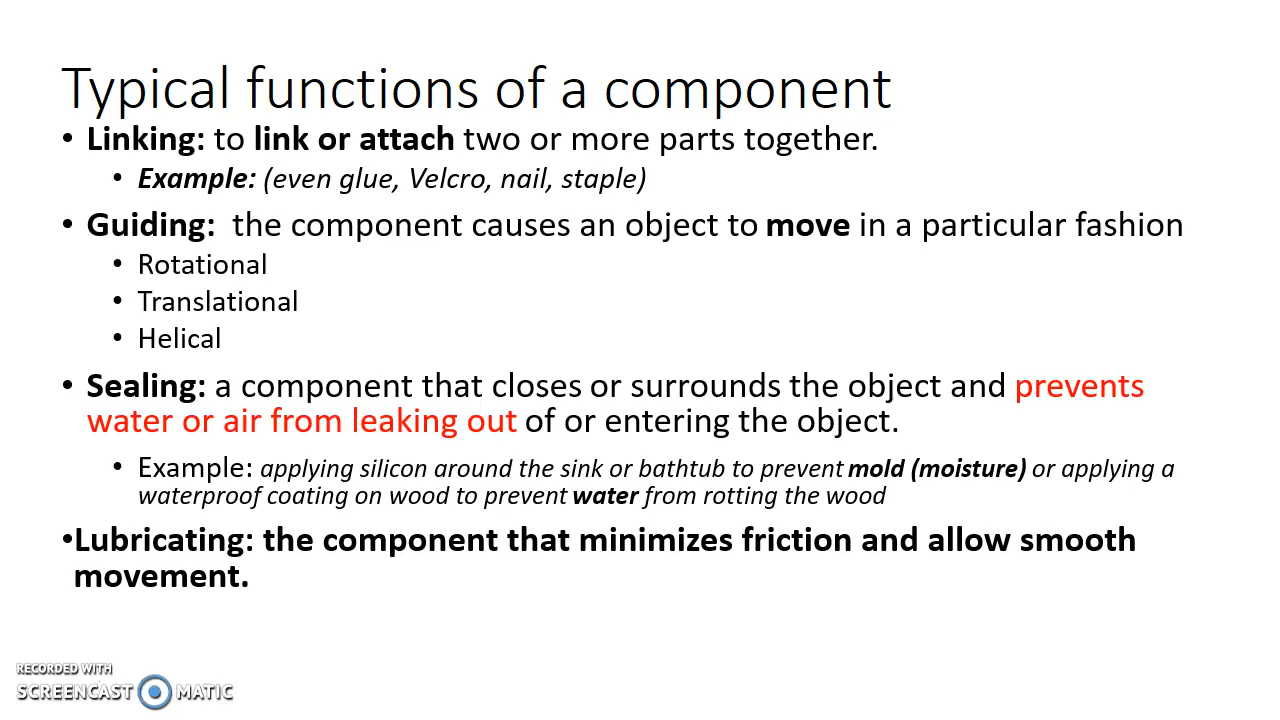 Typical functions of a component
• Linking: to link or attach two or more parts together.
• Example: (even glue, Velcro, nail, staple)
• Guiding: the component causes an object to move in a particular fashion
• Rotational
• Translational
• Helical
• Sealing: a component that closes or surrounds the object and prevents
water or air from leaking out of or entering the object.
• Example: applying silicon around the sink or bathtub to prevent mold (moisture) or applying a
waterproof coating on wood to prevent water from rotting the wood
•Lubricating: the component that minimizes friction and allow smooth
movement.
RECORDED WITH
SCREENCAST MATIC